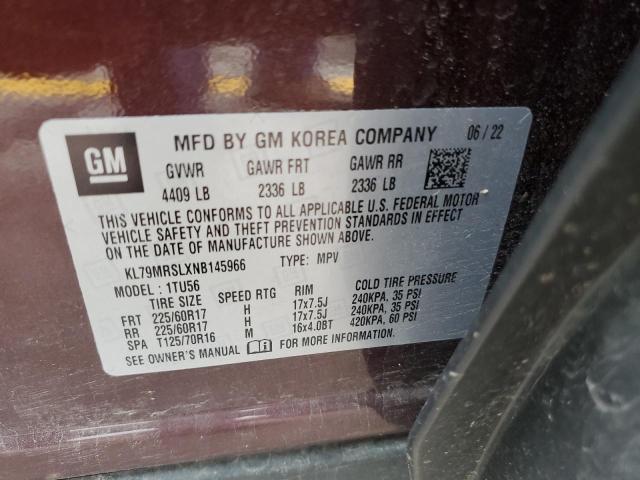 GM MFD BY GM KOREA COMPANY 06/22
GVWR GAWR FRT GAWR RR
4409 LB 2336 LB 2336 LB
THIS VEHICLE CONFORMS TO ALL APPLICABLE U.S. FEDERAL MOTOR
VEHICLE SAFETY AND THEFT PREVENTION STANDARDS IN EFFECT
ON THE DATE OF MANUFACTURE SHOWN ABOVE.
KL79MRSLXNB145966 TYPE: MPV
MODEL: 1TU56
TIRE SIZE SPEED RTG RIM COLD TIRE PRESSURE
FRT 225/60R17 H 17x7.5J 240KPA, 35 PSI
RR 225/60R17 H 17x7.5J 240KPA, 35 PSI
SPA T125/70R16 M 16x4.0BT 420KPA, 60 PSI
SEE OWNER'S MANUAL FOR MORE INFORMATION.